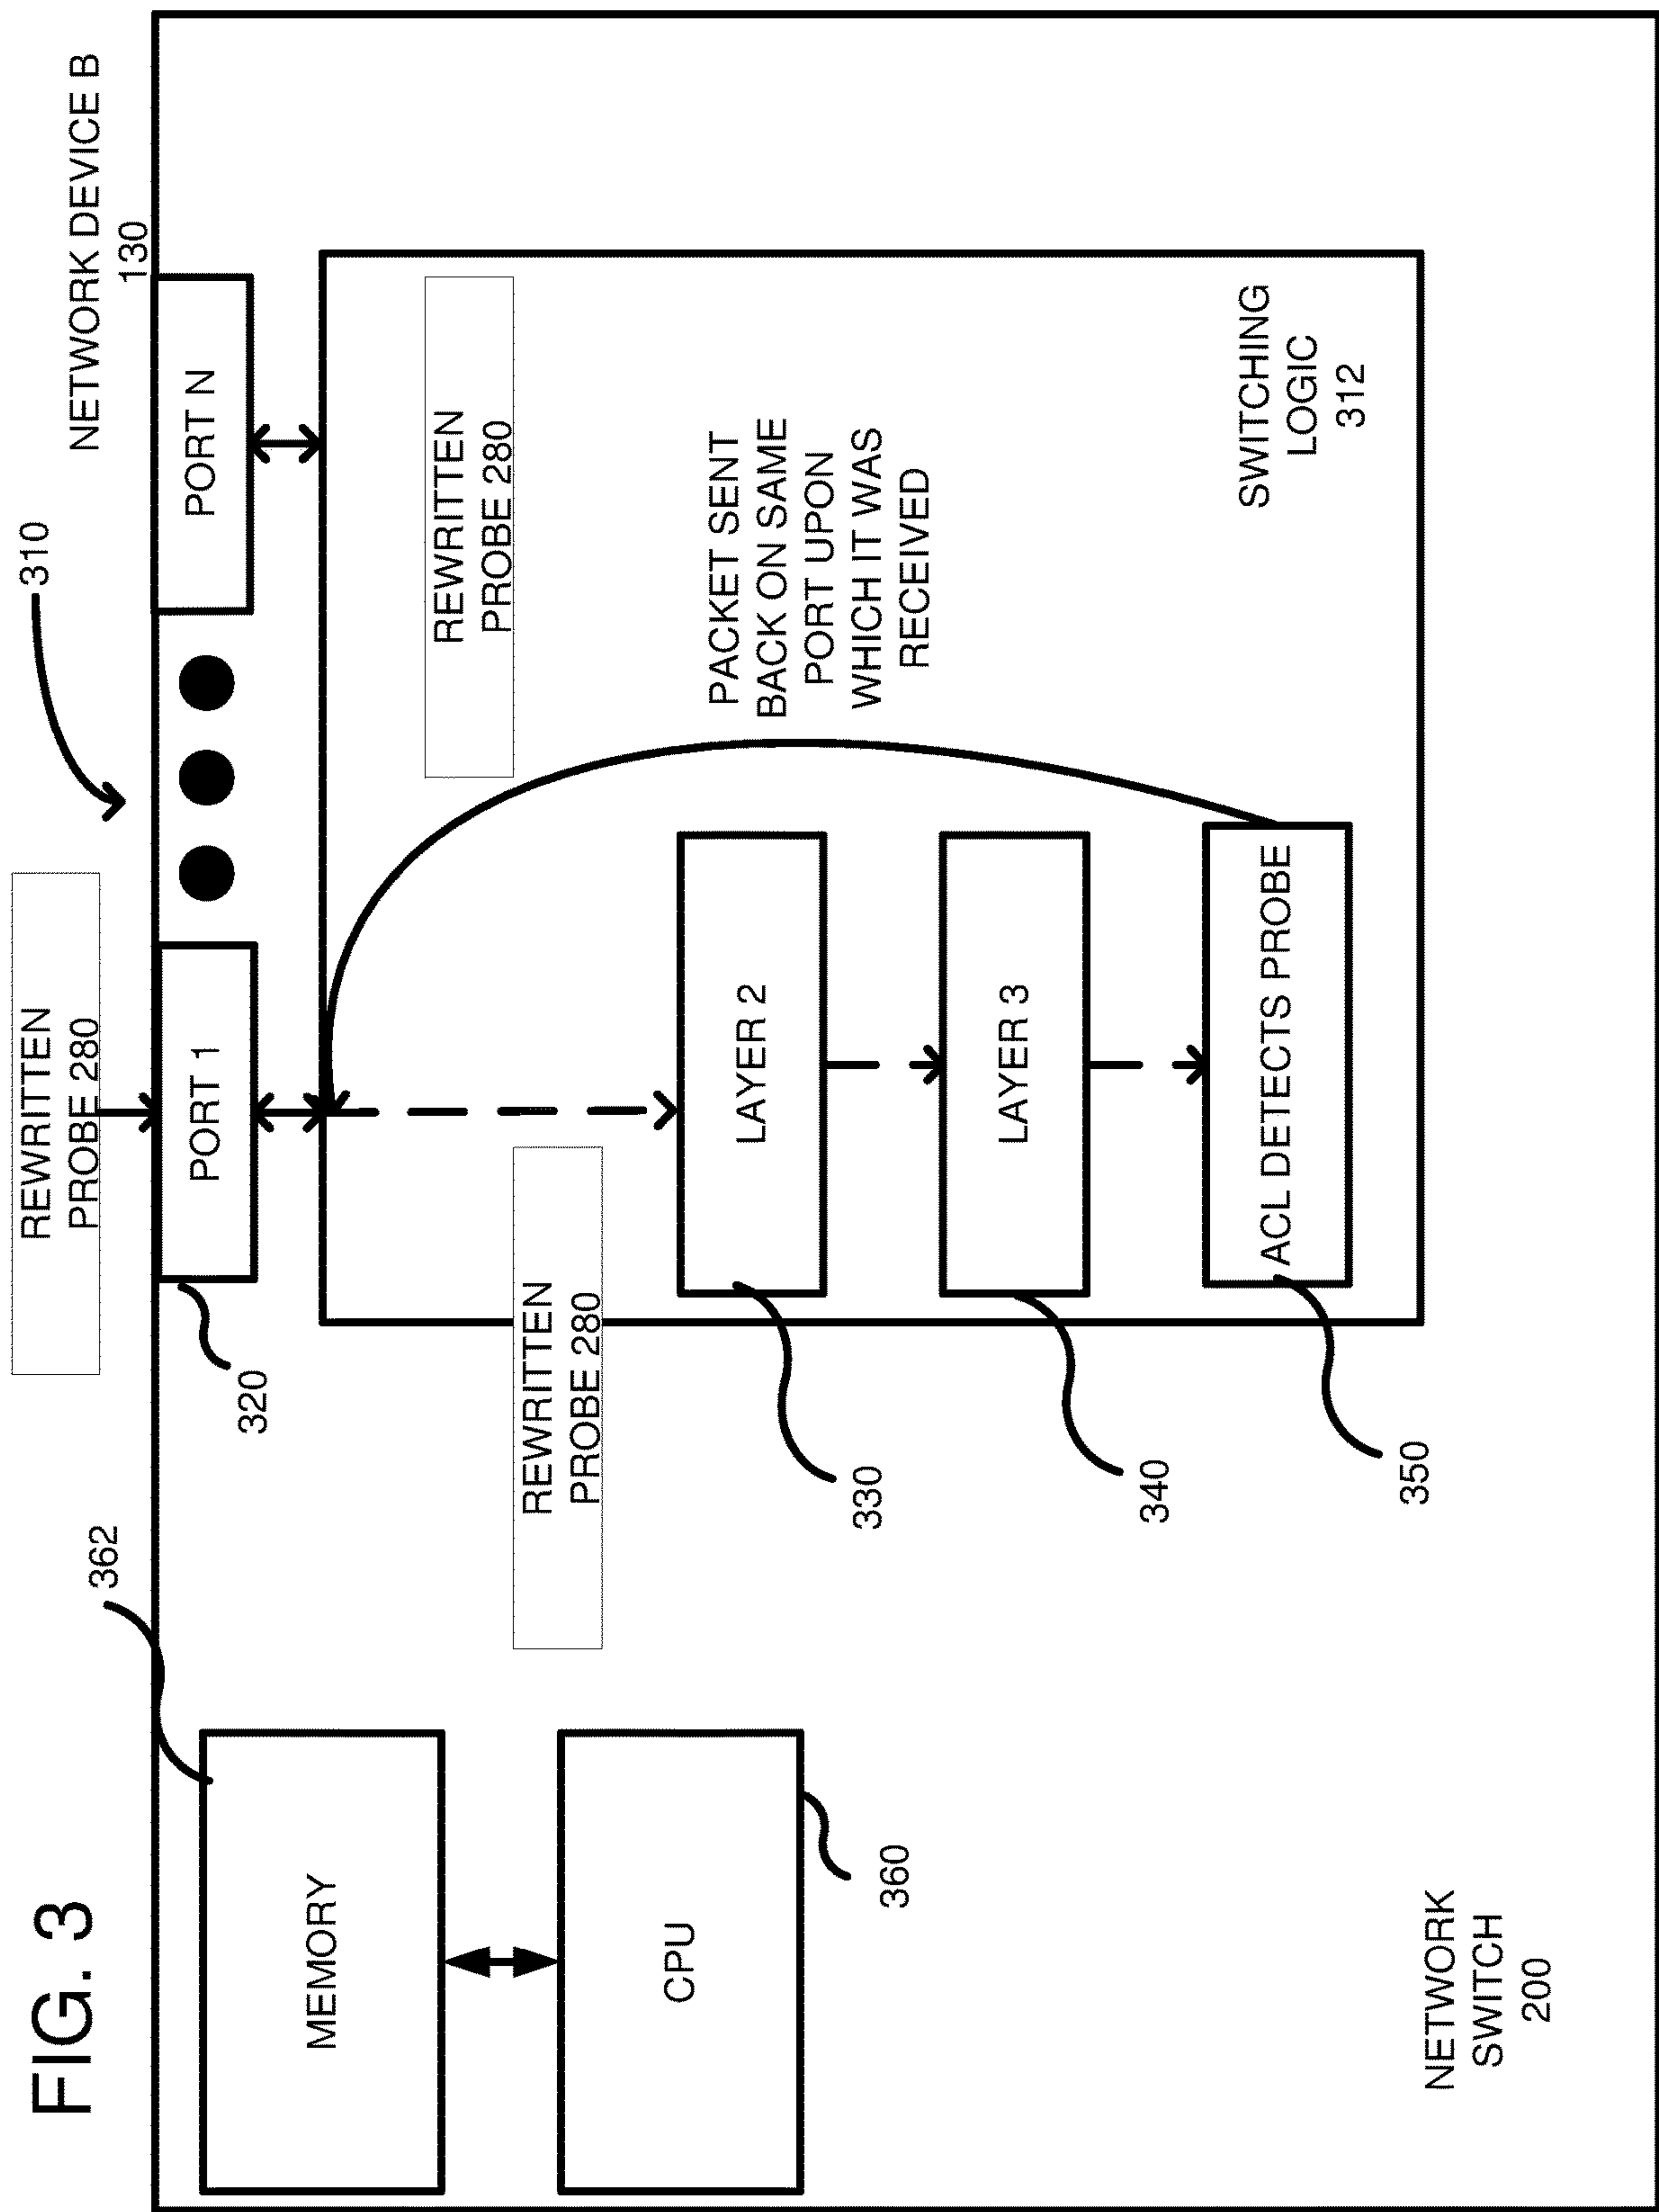 FIG. 3
NETWORK DEVICE B
130
310
362
320
REWRITTEN
PROBE 280
PORT 1
PORT N
MEMORY
CPU
360
REWRITTEN
PROBE 280
REWRITTEN
PROBE 280
LAYER 2
330
LAYER 3
340
ACL DETECTS PROBE
350
PACKET SENT
BACK ON SAME
PORT UPON
WHICH IT WAS
RECEIVED
SWITCHING
LOGIC
312
NETWORK
SWITCH
200